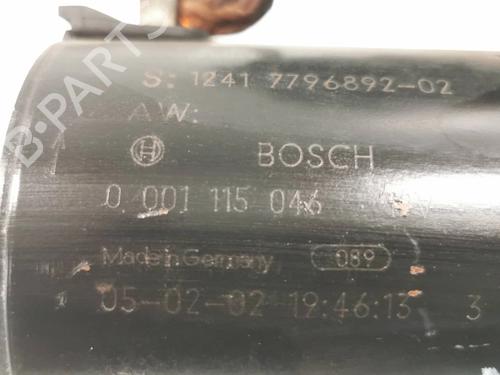 S: 1241 7796892-02
AW:
BOSCH
0 001 115 046
Made in Germany 089
05-02-02 19:46:13 3